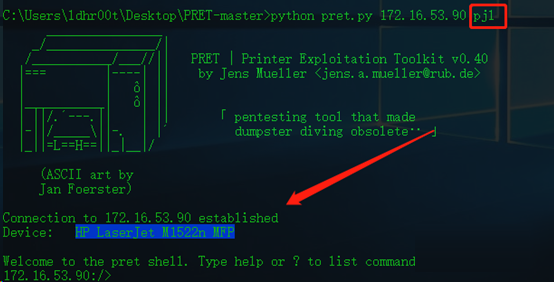 C:\Users\1dhr00t\Desktop\PRET-master>python pret.py 172.16.53.90 pjl
PRET | Printer Exploitation Toolkit v0.40
by Jens Mueller <jens.a.mueller@rub.de>
「 pentesting tool that made
dumpster diving obsolete‥ 」
(ASCII art by
Jan Foerster)
Connection to 172.16.53.90 established
Device: HP LaserJet M1522n MFP
Welcome to the pret shell. Type help or ? to list command
172.16.53.90:/>